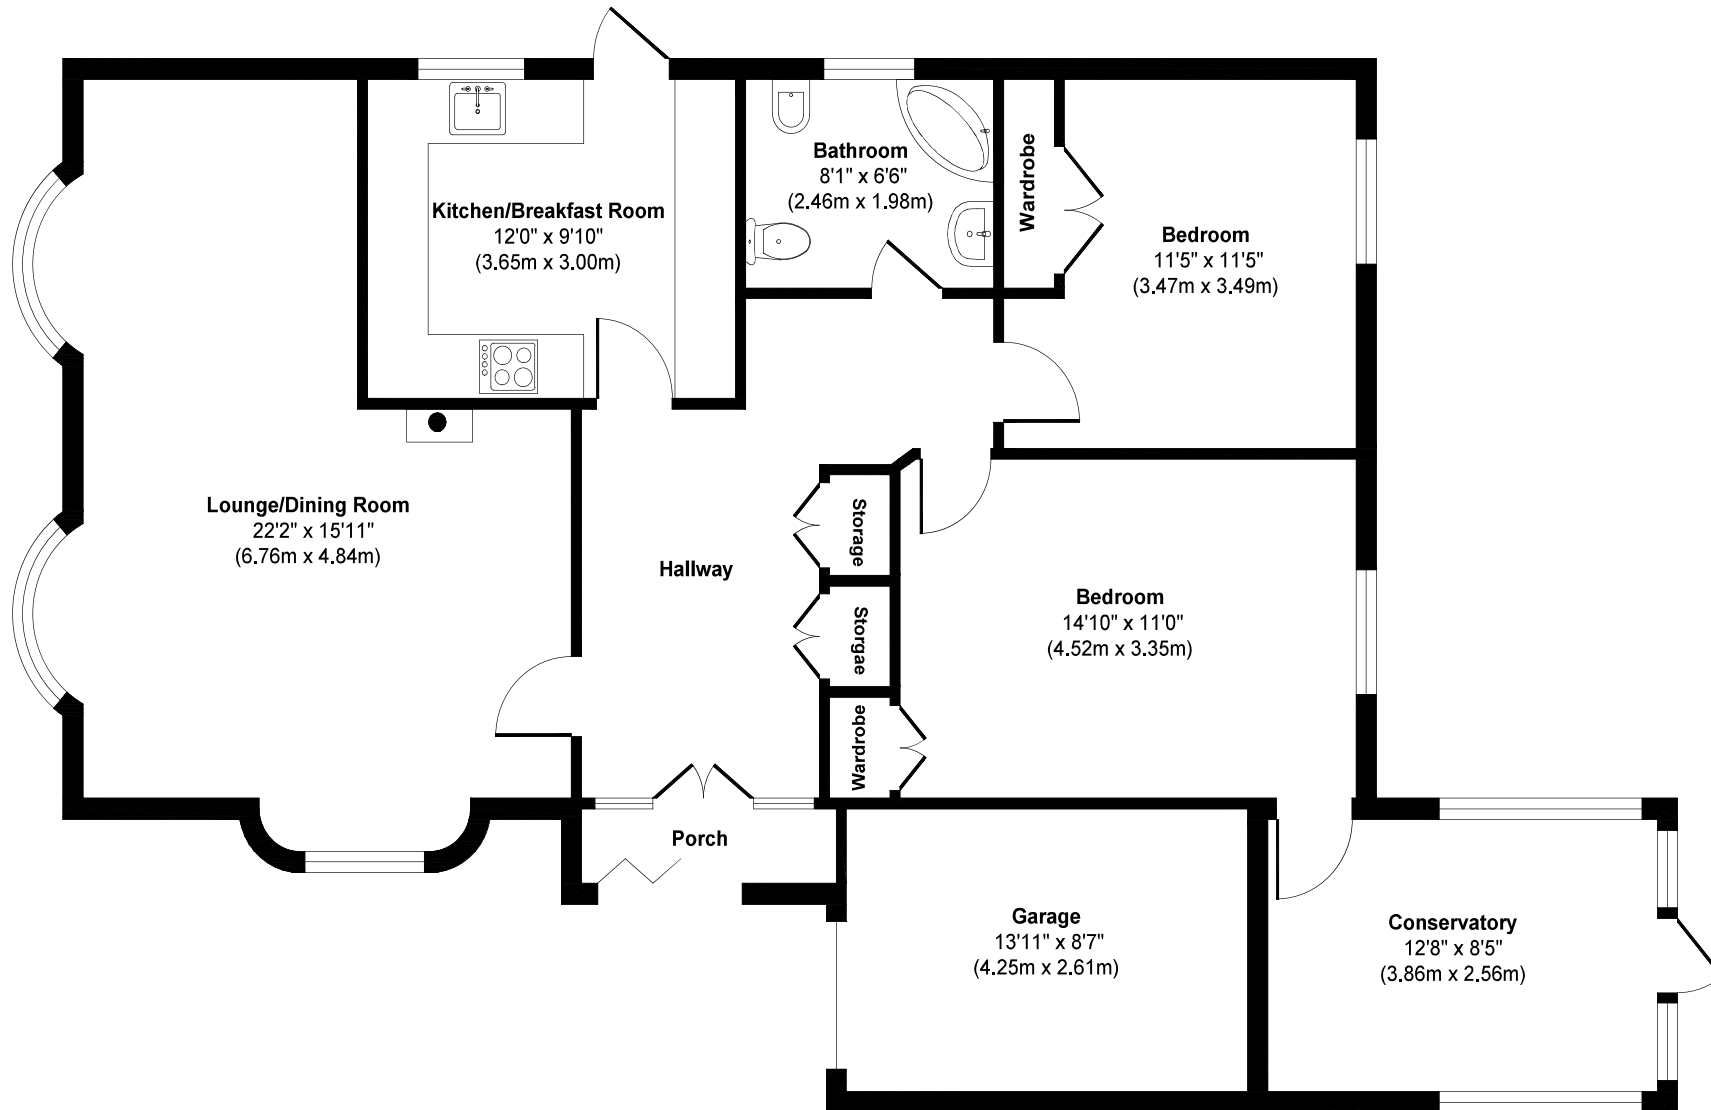 Bathroom
8'1" x 6'6"
(2.46m x 1.98m)
Wardrobe
Kitchen/Breakfast Room
12'0" x 9'10"
(3.65m x 3.00m)
Bedroom
11'5" x 11'5"
(3.47m x 3.49m)
Lounge/Dining Room
22'2" x 15'11"
(6.76m x 4.84m)
Hallway
Storage
Storgae
Wardrobe
Bedroom
14'10" x 11'0"
(4.52m x 3.35m)
Porch
Garage
13'11" x 8'7"
(4.25m x 2.61m)
Conservatory
12'8" x 8'5"
(3.86m x 2.56m)